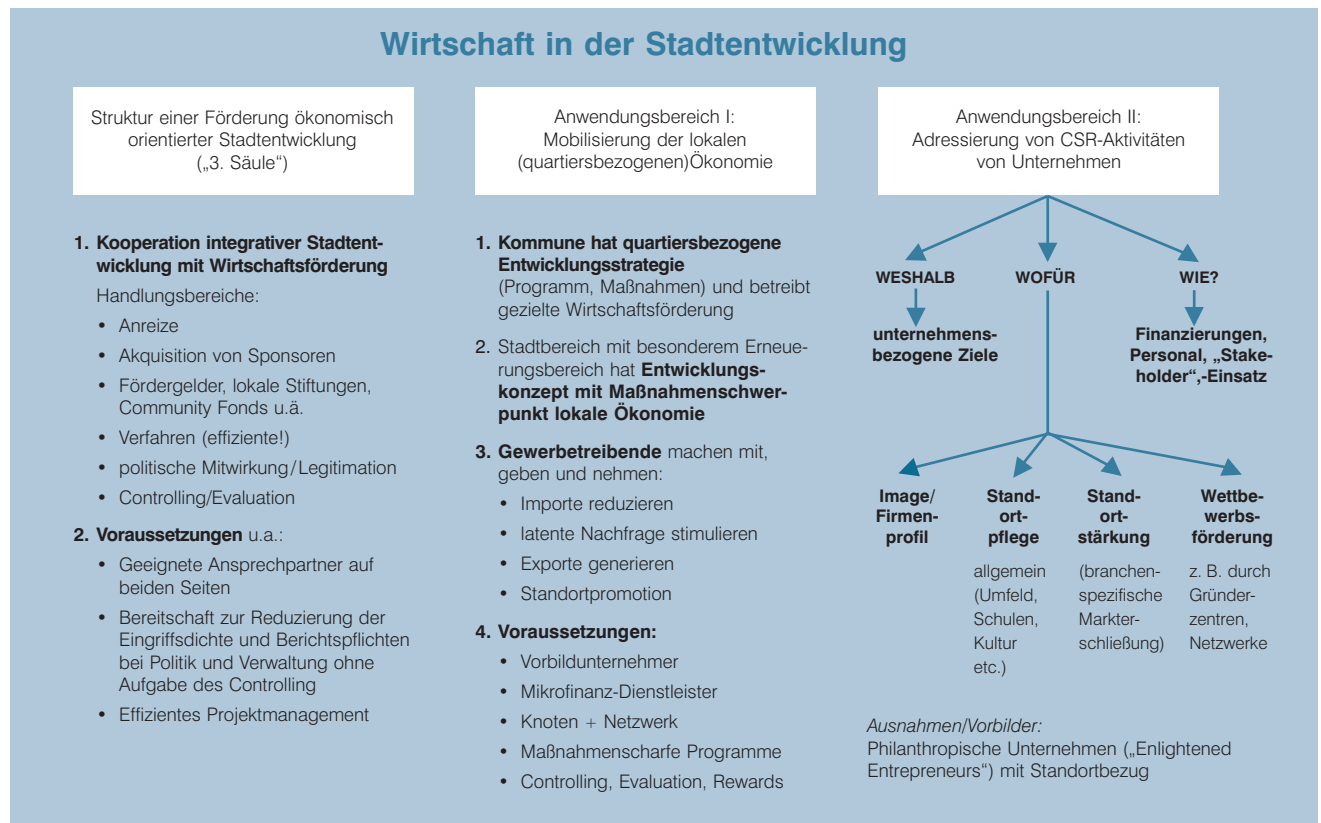 Wirtschaft in der Stadtentwicklung
Struktur einer Förderung ökonomisch
orientierter Stadtentwicklung
(„3. Säule“)
1. Kooperation integrativer Stadtent-
wicklung mit Wirtschaftsförderung
Handlungsbereiche:
• Anreize
• Akquisition von Sponsoren
• Fördergelder, lokale Stiftungen,
Community Fonds u.ä.
• Verfahren (effiziente!)
• politische Mitwirkung/Legitimation
• Controlling/Evaluation
2. Voraussetzungen u.a.:
• Geeignete Ansprechpartner auf
beiden Seiten
• Bereitschaft zur Reduzierung der
Eingriffsdichte und Berichtspflichten
bei Politik und Verwaltung ohne
Aufgabe des Controlling
• Effizientes Projektmanagement
Anwendungsbereich I:
Mobilisierung der lokalen
(quartiersbezogenen)Ökonomie
1. Kommune hat quartiersbezogene
Entwicklungsstrategie
(Programm, Maßnahmen) und betreibt
gezielte Wirtschaftsförderung
2. Stadtbereich mit besonderem Erneue-
rungsbereich hat Entwicklungs-
konzept mit Maßnahmenschwer-
punkt lokale Ökonomie
3. Gewerbetreibende machen mit,
geben und nehmen:
• Importe reduzieren
• latente Nachfrage stimulieren
• Exporte generieren
• Standortpromotion
4. Voraussetzungen:
• Vorbildunternehmer
• Mikrofinanz-Dienstleister
• Knoten + Netzwerk
• Maßnahmenscharfe Programme
• Controlling, Evaluation, Rewards
Anwendungsbereich II:
Adressierung von CSR-Aktivitäten
von Unternehmen
WESHALB
unternehmens-
bezogene Ziele
WOFÜR
WIE?
Finanzierungen,
Personal, „Stake-
holder“,-Einsatz
Image/
Firmen-
profil
Stand-
ort-
pflege
allgemein
(Umfeld,
Schulen,
Kultur
etc.)
Stand-
ort-
stärkung
(branchen-
spezifische
Markter-
schließung)
Wettbe-
werbs-
förderung
z. B. durch
Gründer-
zentren,
Netzwerke
Ausnahmen/Vorbilder:
Philanthropische Unternehmen („Enlightened
Entrepreneurs“) mit Standortbezug